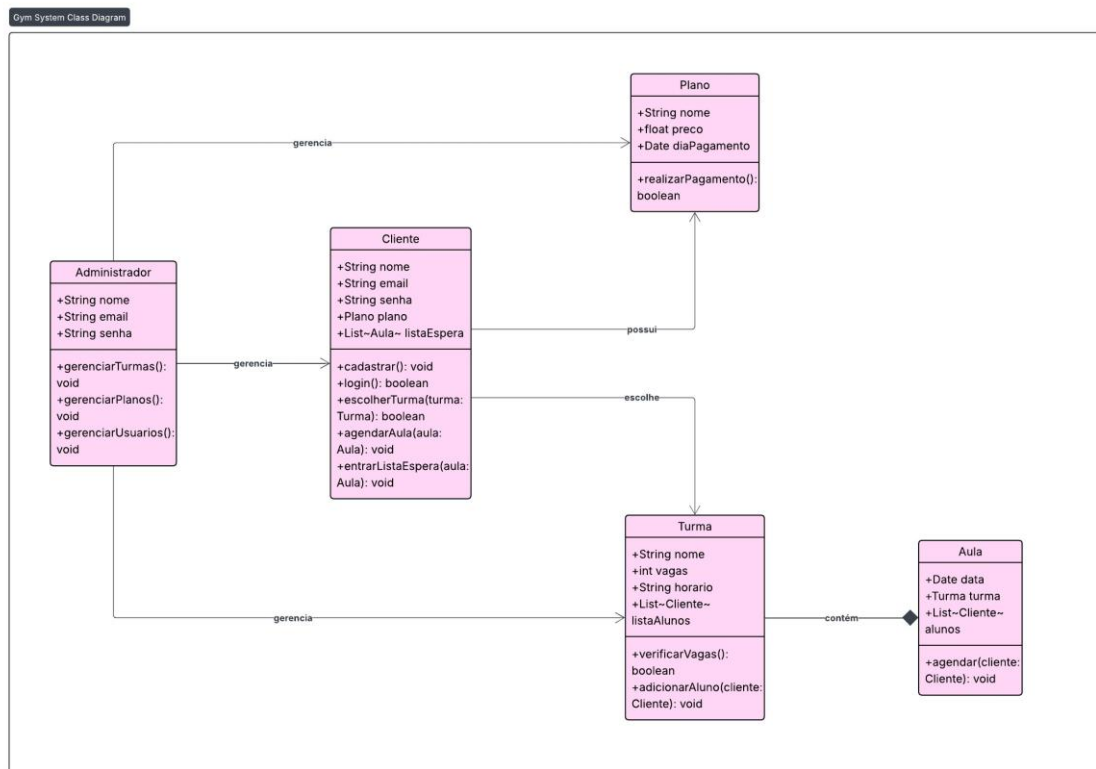 Gym System Class Diagram
Plano
+String nome
+float preco
+Date diaPagamento
+realizarPagamento():
boolean
gerencia
Cliente
+String nome
+String email
+String senha
+Plano plano
+List~Aula~ listaEspera
+cadastrar(): void
+login(): boolean
+escolherTurma(turma:
Turma): boolean
+agendarAula(aula:
Aula): void
+entrarListaEspera(aula:
Aula): void
Administrador
+String nome
+String email
+String senha
+gerenciarTurmas():
void
+gerenciarPlanos():
void
+gerenciarUsuarios():
void
gerencia
possui
escolhe
Turma
+String nome
+int vagas
+String horario
+List~Cliente~
listaAlunos
+verificarVagas():
boolean
+adicionarAluno(cliente:
Cliente): void
gerencia
contém
Aula
+Date data
+Turma turma
+List~Cliente~
alunos
+agendar(cliente:
Cliente): void